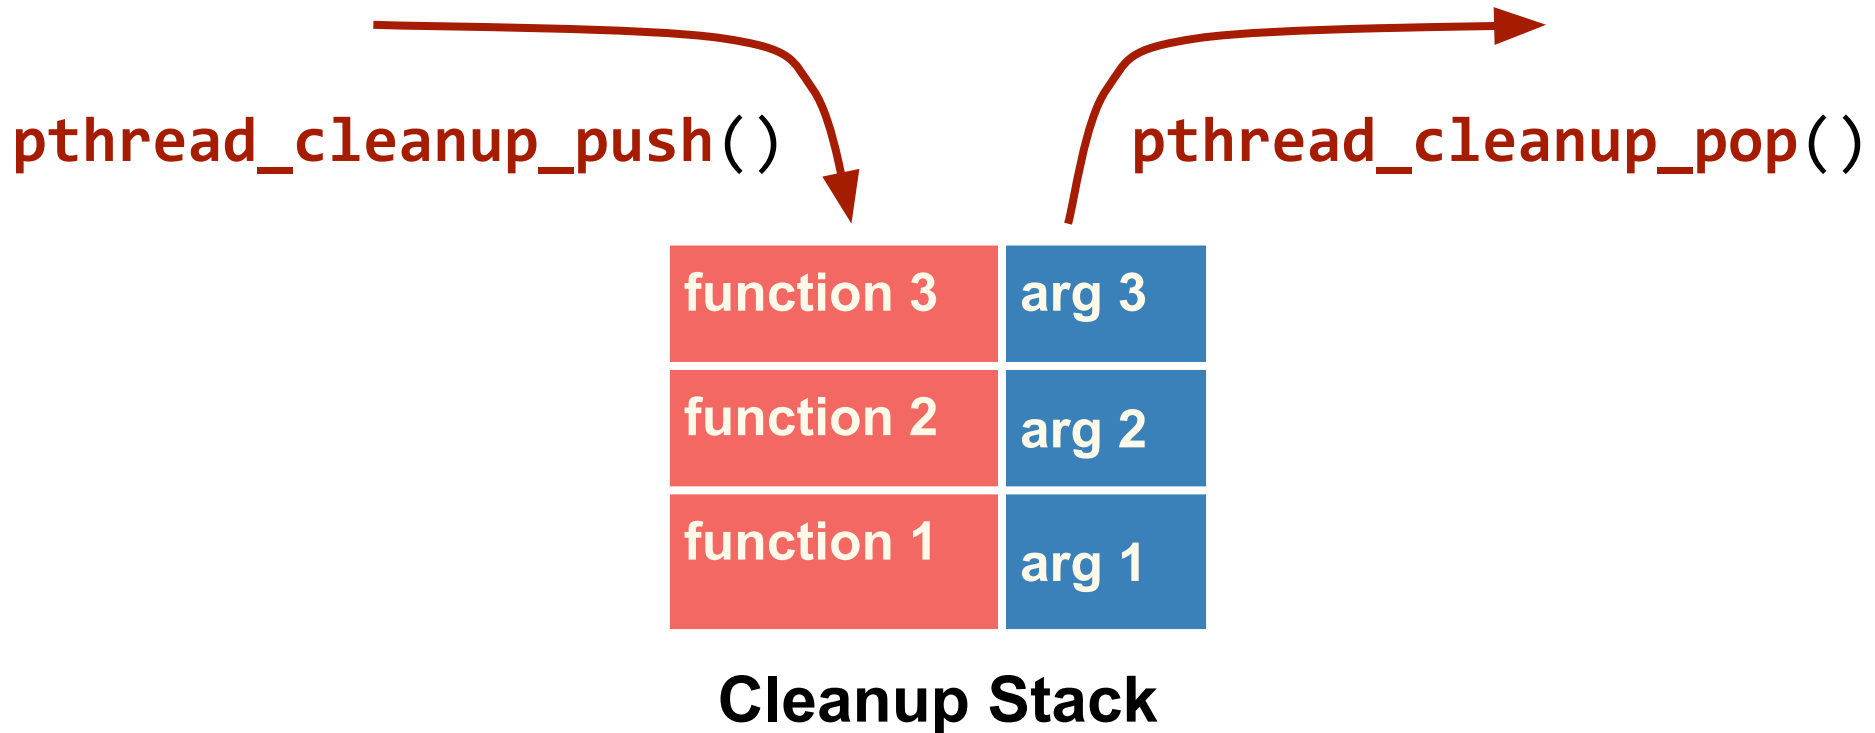 pthread_cleanup_push()
pthread_cleanup_pop()
function 3
arg 3
function 2
arg 2
function 1
arg 1
Cleanup Stack